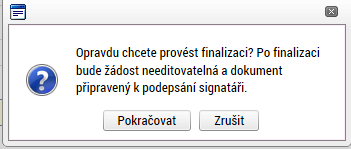 Opravdu chcete provést finalizaci? Po finalizaci
bude žádost needitovatelná a dokument
připravený k podepsání signatáři.
Pokračovat
Zrušit